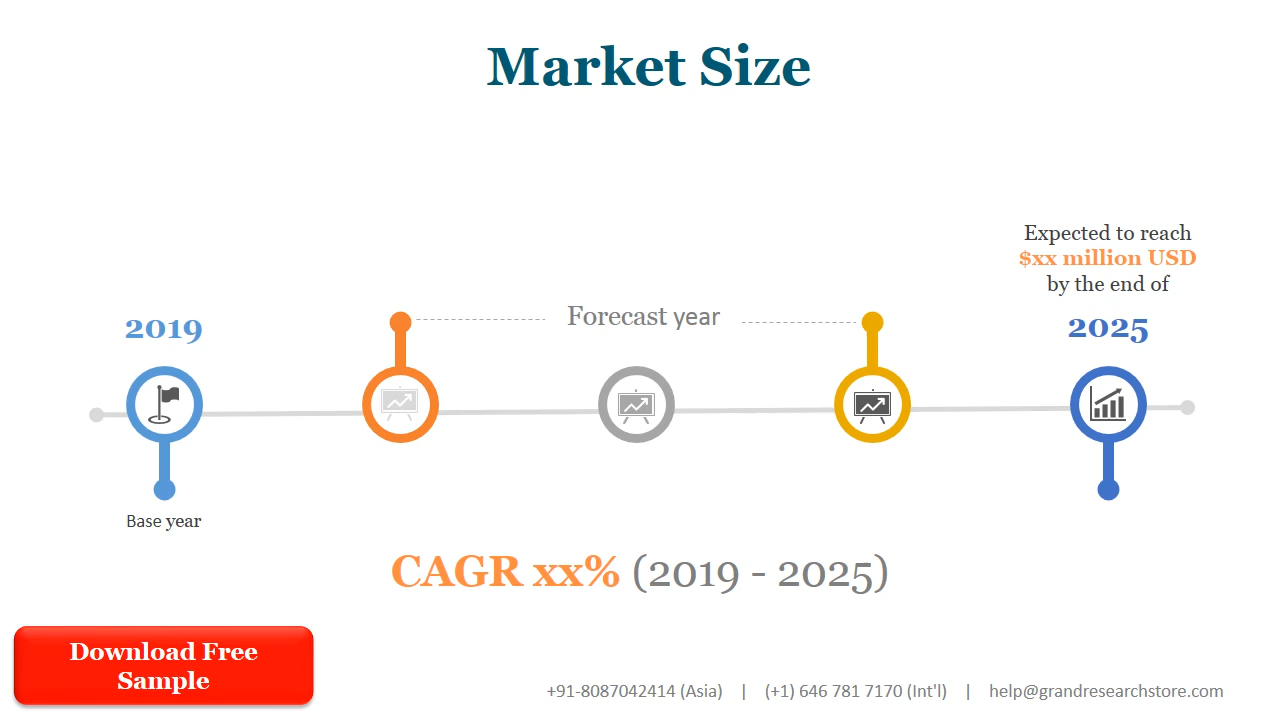 Market Size
Expected to reach
$xx million USD
by the end of
2025
2019
Forecast year
Base year
CAGR xx% (2019 - 2025)
Download Free
Sample
+91-8087042414 (Asia) | (+1) 646 781 7170 (Int'l) | help@grandresearchstore.com